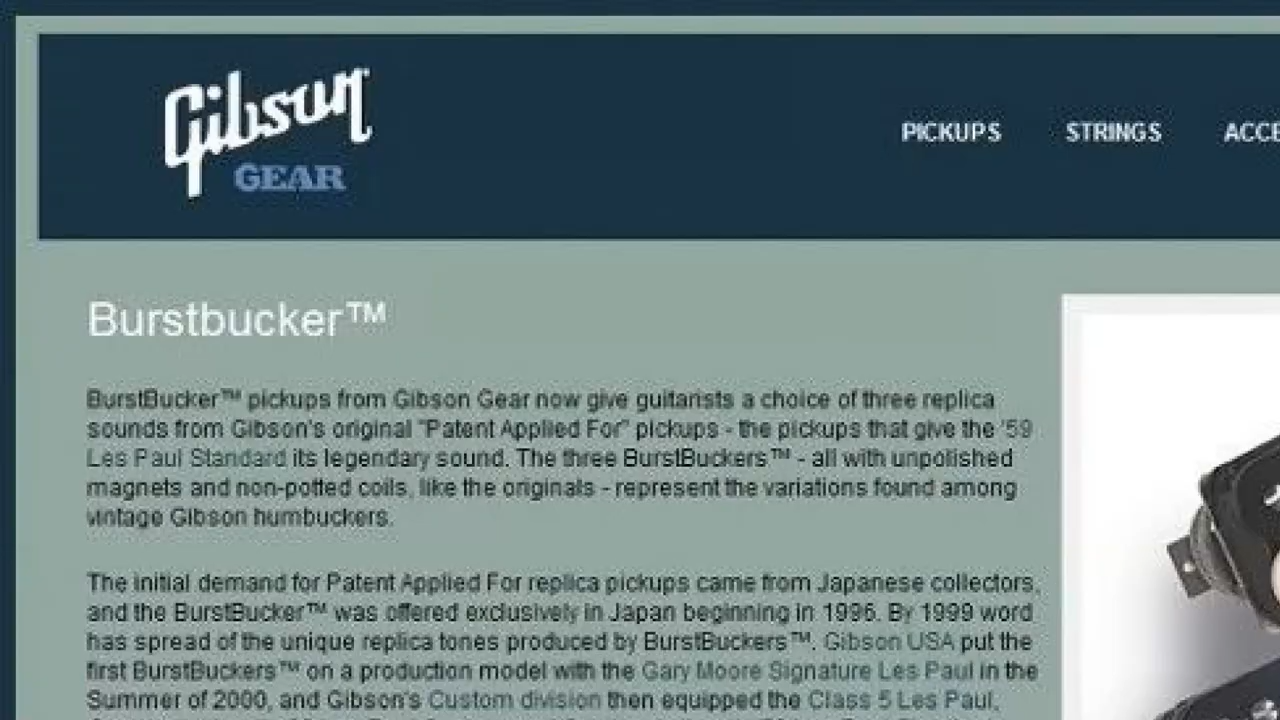 Gibson
GEAR
PICKUPS STRINGS ACCE
Burstbucker™
BurstBucker™ pickups from Gibson Gear now give guitarists a choice of three replica
sounds from Gibson's original "Patent Applied For" pickups - the pickups that give the '59
Les Paul Standard its legendary sound. The three BurstBuckers™ - all with unpolished
magnets and non-potted coils, like the originals - represent the variations found among
vintage Gibson humbuckers.
The initial demand for Patent Applied For replica pickups came from Japanese collectors,
and the BurstBucker™ was offered exclusively in Japan beginning in 1996. By 1999 word
has spread of the unique replica tones produced by BurstBuckers™. Gibson USA put the
first BurstBuckers™ on a production model with the Gary Moore Signature Les Paul in the
Summer of 2000, and Gibson's Custom division then equipped the Class 5 Les Paul,